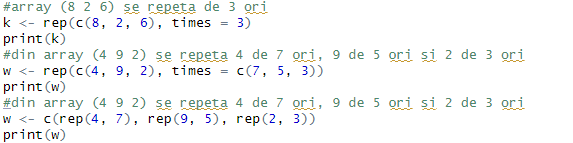 #array (8 2 6) se repeta de 3 ori
k <- rep(c(8, 2, 6), times = 3)
print(k)
#din array (4 9 2) se repeta 4 de 7 ori, 9 de 5 ori si 2 de 3 ori
w <- rep(c(4, 9, 2), times = c(7, 5, 3))
print(w)
#din array (4 9 2) se repeta 4 de 7 ori, 9 de 5 ori si 2 de 3 ori
w <- c(rep(4, 7), rep(9, 5), rep(2, 3))
print(w)